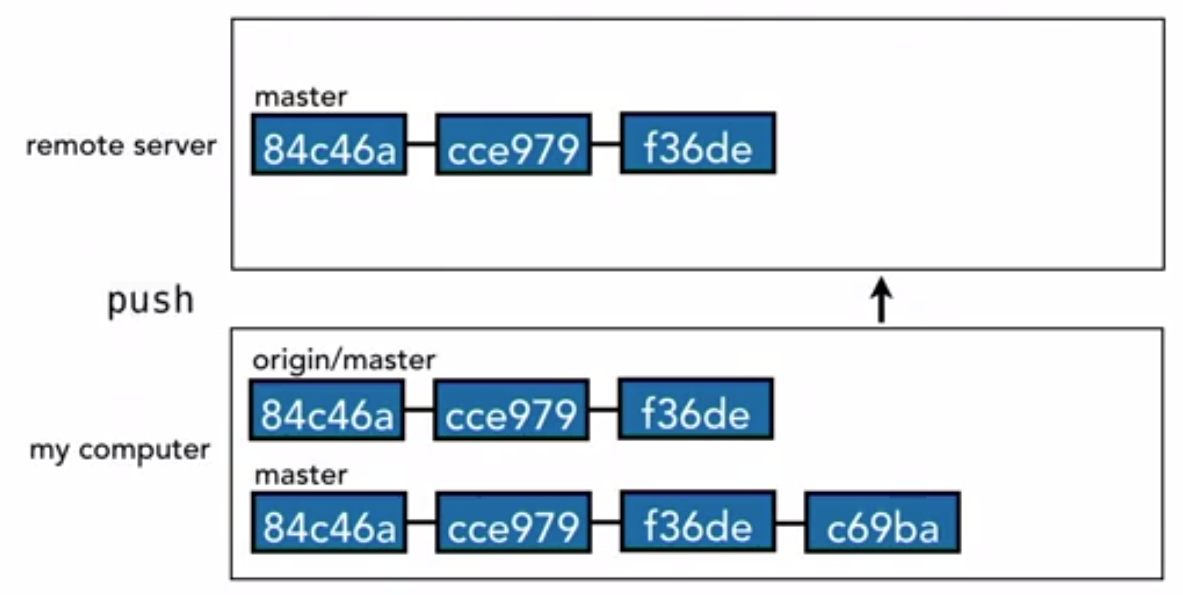 master
remote server
84c46a cce979 f36de
push
origin/master
84c46a cce979 f36de
my computer
master
84c46a cce979 f36de c69ba